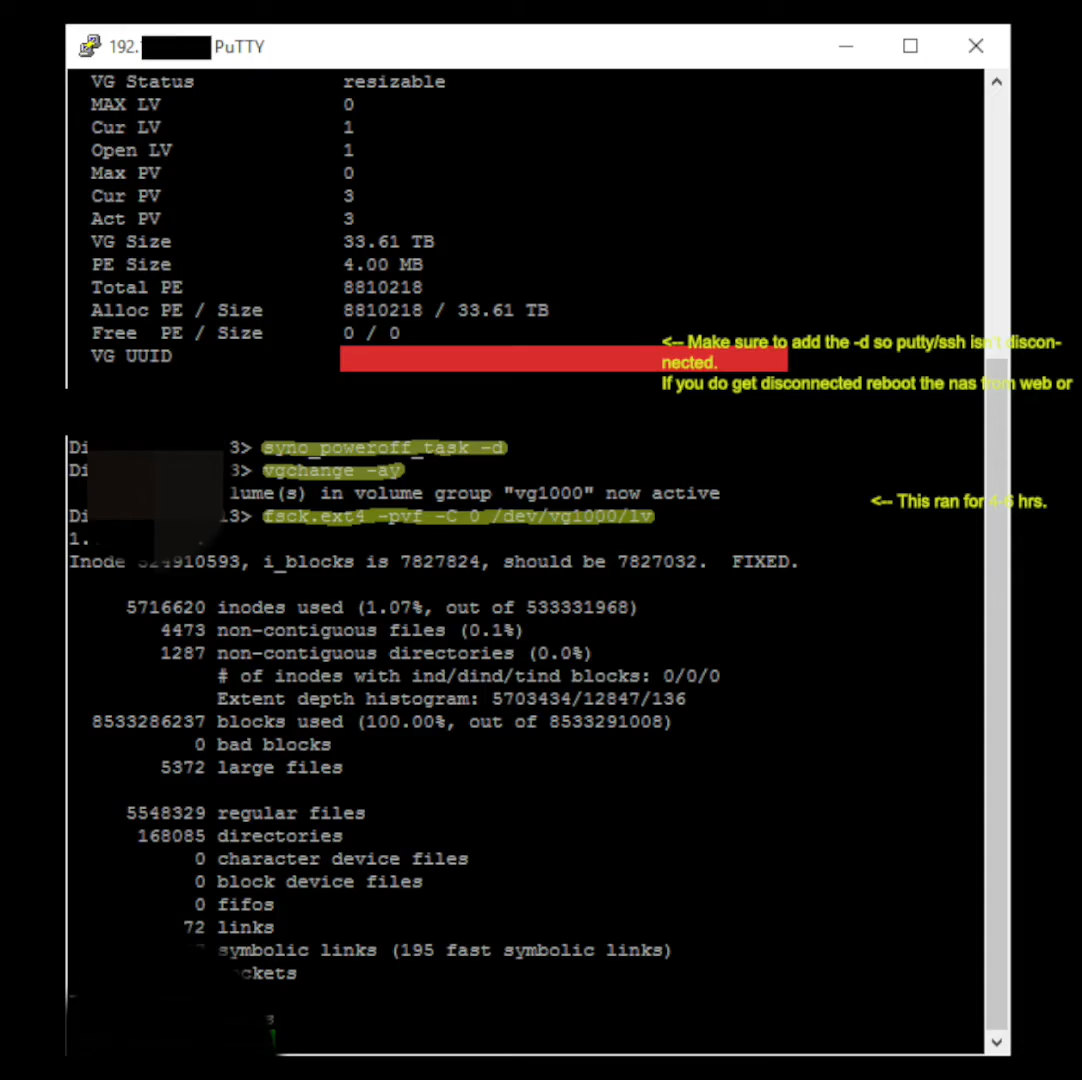 192. PuTTY
VG Status resizable
MAX LV 0
Cur LV 1
Open LV 1
Max PV 0
Cur PV 3
Act PV 3
VG Size 33.61 TB
PE Size 4.00 MB
Total PE 8810218
Alloc PE / Size 8810218 / 33.61 TB
Free PE / Size 0 / 0
VG UUID
<-- Make sure to add the -d so putty/ssh isn't discon-
nected.
If you do get disconnected reboot the nas from web or
Di 3> syno_poweroff_task -d
Di 3> vgchange -ay
lume(s) in volume group "vg1000" now active
<-- This ran for 4-6 hrs.
Di 13> fsck.ext4 -pvf -C 0 /dev/vg1000/lv
1.
Inode i_blocks is 7827824, should be 7827032. FIXED.
5716620 inodes used (1.07%, out of 533331968)
4473 non-contiguous files (0.1%)
1287 non-contiguous directories (0.0%)
# of inodes with ind/dind/tind blocks: 0/0/0
Extent depth histogram: 5703434/12847/136
8533286237 blocks used (100.00%, out of 8533291008)
0 bad blocks
5372 large files
5548329 regular files
168085 directories
0 character device files
0 block device files
0 fifos
72 links
symbolic links (195 fast symbolic links)